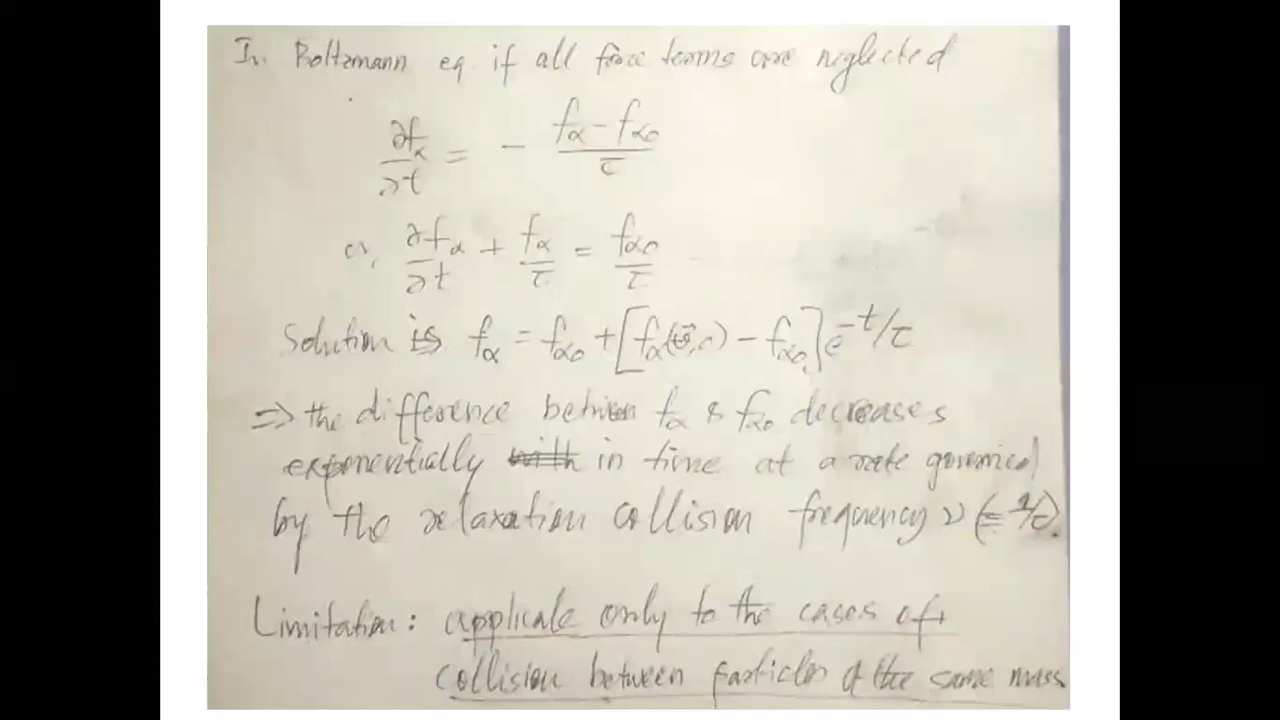 In Boltzmann eq. if all force terms are neglected
∂fα/∂t = - (fα - fα0)/τ
or, ∂fα/∂t + fα/τ = fα0/τ
Solution is fα = fα0 + [fα(v⃗,0) - fα0] e^-t/τ
⇒ the difference between fα & fα0 decreases
exponentially in time at a rate governed
by the relaxation collision frequency ν (= 1/τ).
Limitation: applicale only to the cases of
collision between particles of the same mass